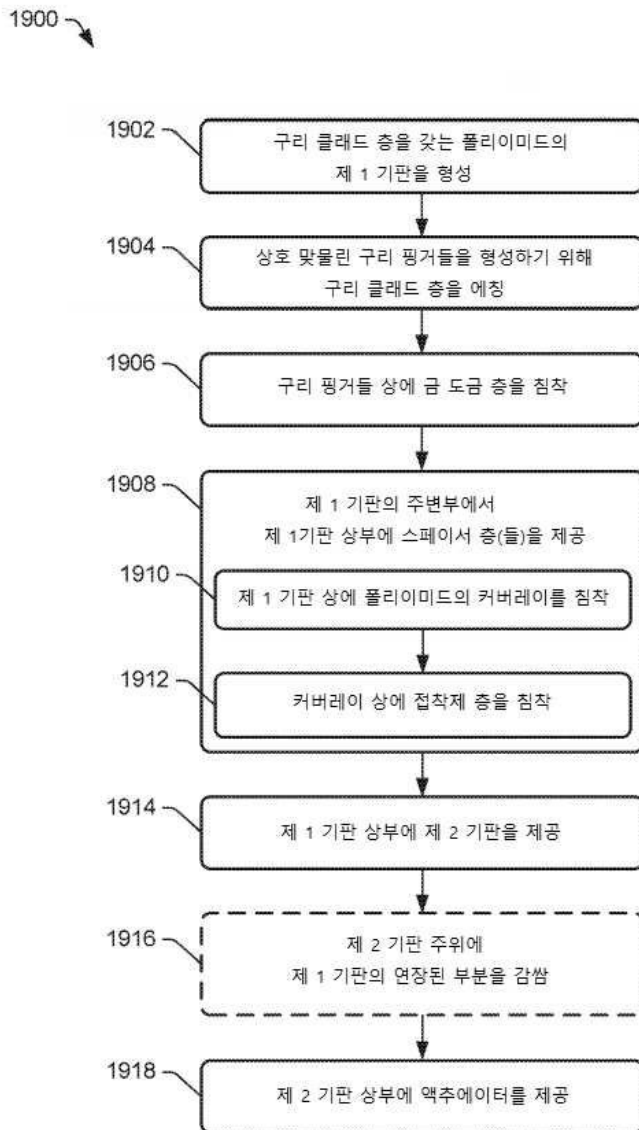 1900
1902
구리 클래드 층을 갖는 폴리이미드의
제 1 기판을 형성
1904
상호 맞물린 구리 핑거들을 형성하기 위해
구리 클래드 층을 에칭
1906
구리 핑거들 상에 금 도금 층을 침착
1908
제 1 기판의 주변부에서
제 1기판 상부에 스페이서 층(들)을 제공
1910
제 1 기판 상에 폴리이미드의 커버레이를 침착
1912
커버레이 상에 접착제 층을 침착
1914
제 1 기판 상부에 제 2 기판을 제공
1916
제 2 기판 주위에
제 1 기판의 연장된 부분을 감쌈
1918
제 2 기판 상부에 액추에이터를 제공